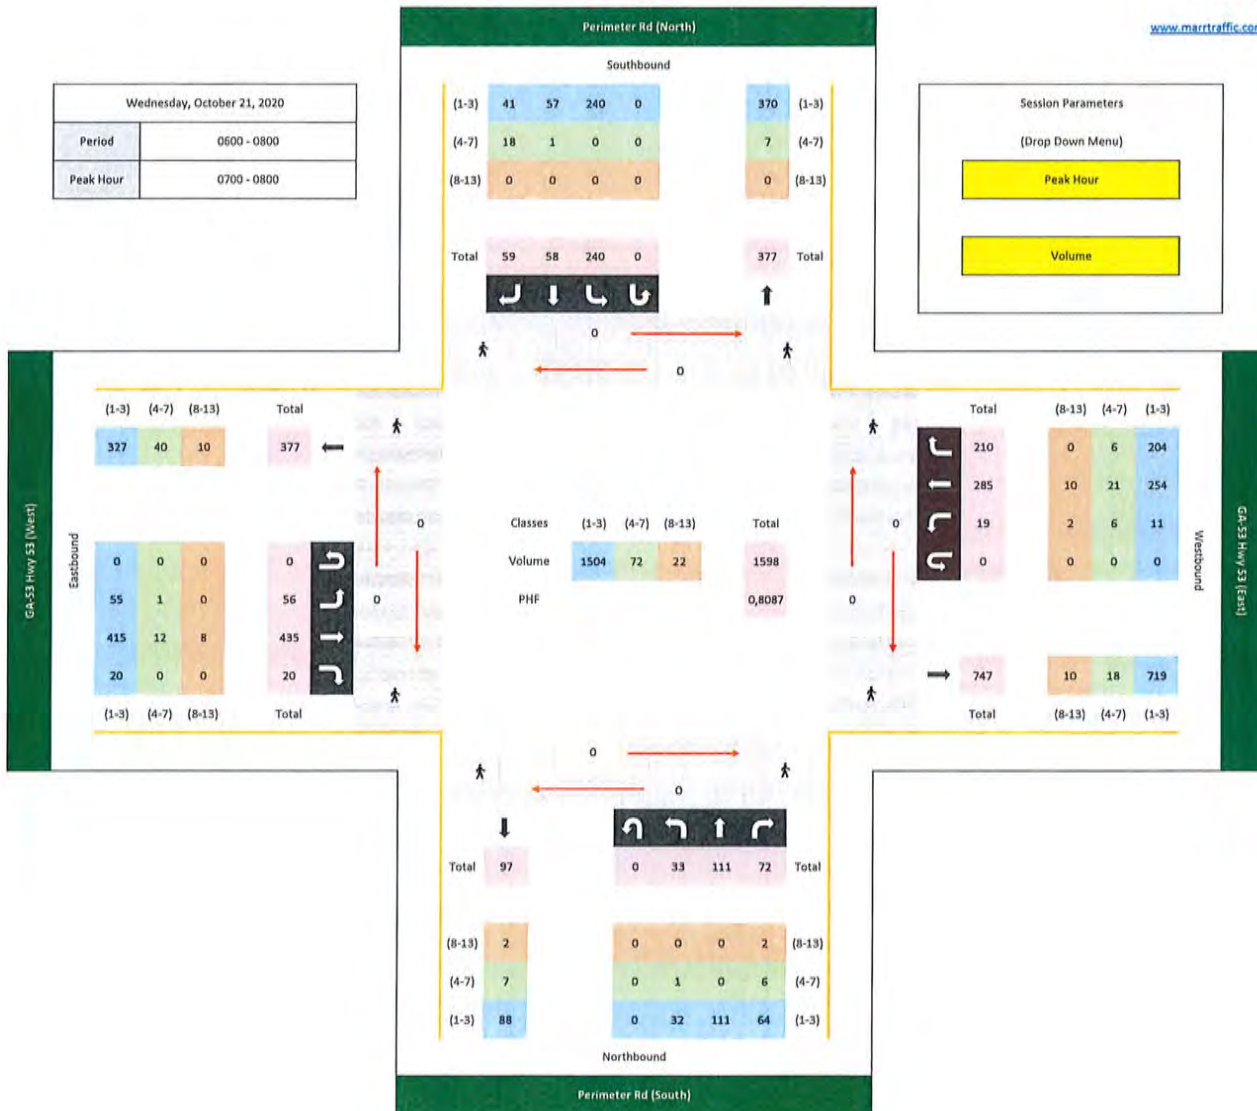 Perimeter Rd (North)
www.marrtraffic.com
Southbound
Wednesday, October 21, 2020
Period 0600 - 0800
Peak Hour 0700 - 0800
(1-3) 41 57 240 0 370 (1-3)
(4-7) 18 1 0 0 7 (4-7)
(8-13) 0 0 0 0 0 (8-13)
Total 59 58 240 0 377 Total
Session Parameters
(Drop Down Menu)
Peak Hour
Volume
0
0
GA-53 Hwy 53 (West)
Eastbound
(1-3) (4-7) (8-13) Total
327 40 10 377
0
0
0 0 0 0
55 1 0 56
415 12 8 435
20 0 0 20
(1-3) (4-7) (8-13) Total
Classes (1-3) (4-7) (8-13) Total
Volume 1504 72 22 1598
PHF 0,8087
Total (8-13) (4-7) (1-3)
210 0 6 204
285 10 21 254
19 2 6 11
0 0 0 0
0
0
747 10 18 719
Total (8-13) (4-7) (1-3)
Westbound
GA-53 Hwy 53 (East)
0
0
Total 97 0 33 111 72 Total
(8-13) 2 0 0 0 2 (8-13)
(4-7) 7 0 1 0 6 (4-7)
(1-3) 88 0 32 111 64 (1-3)
Northbound
Perimeter Rd (South)